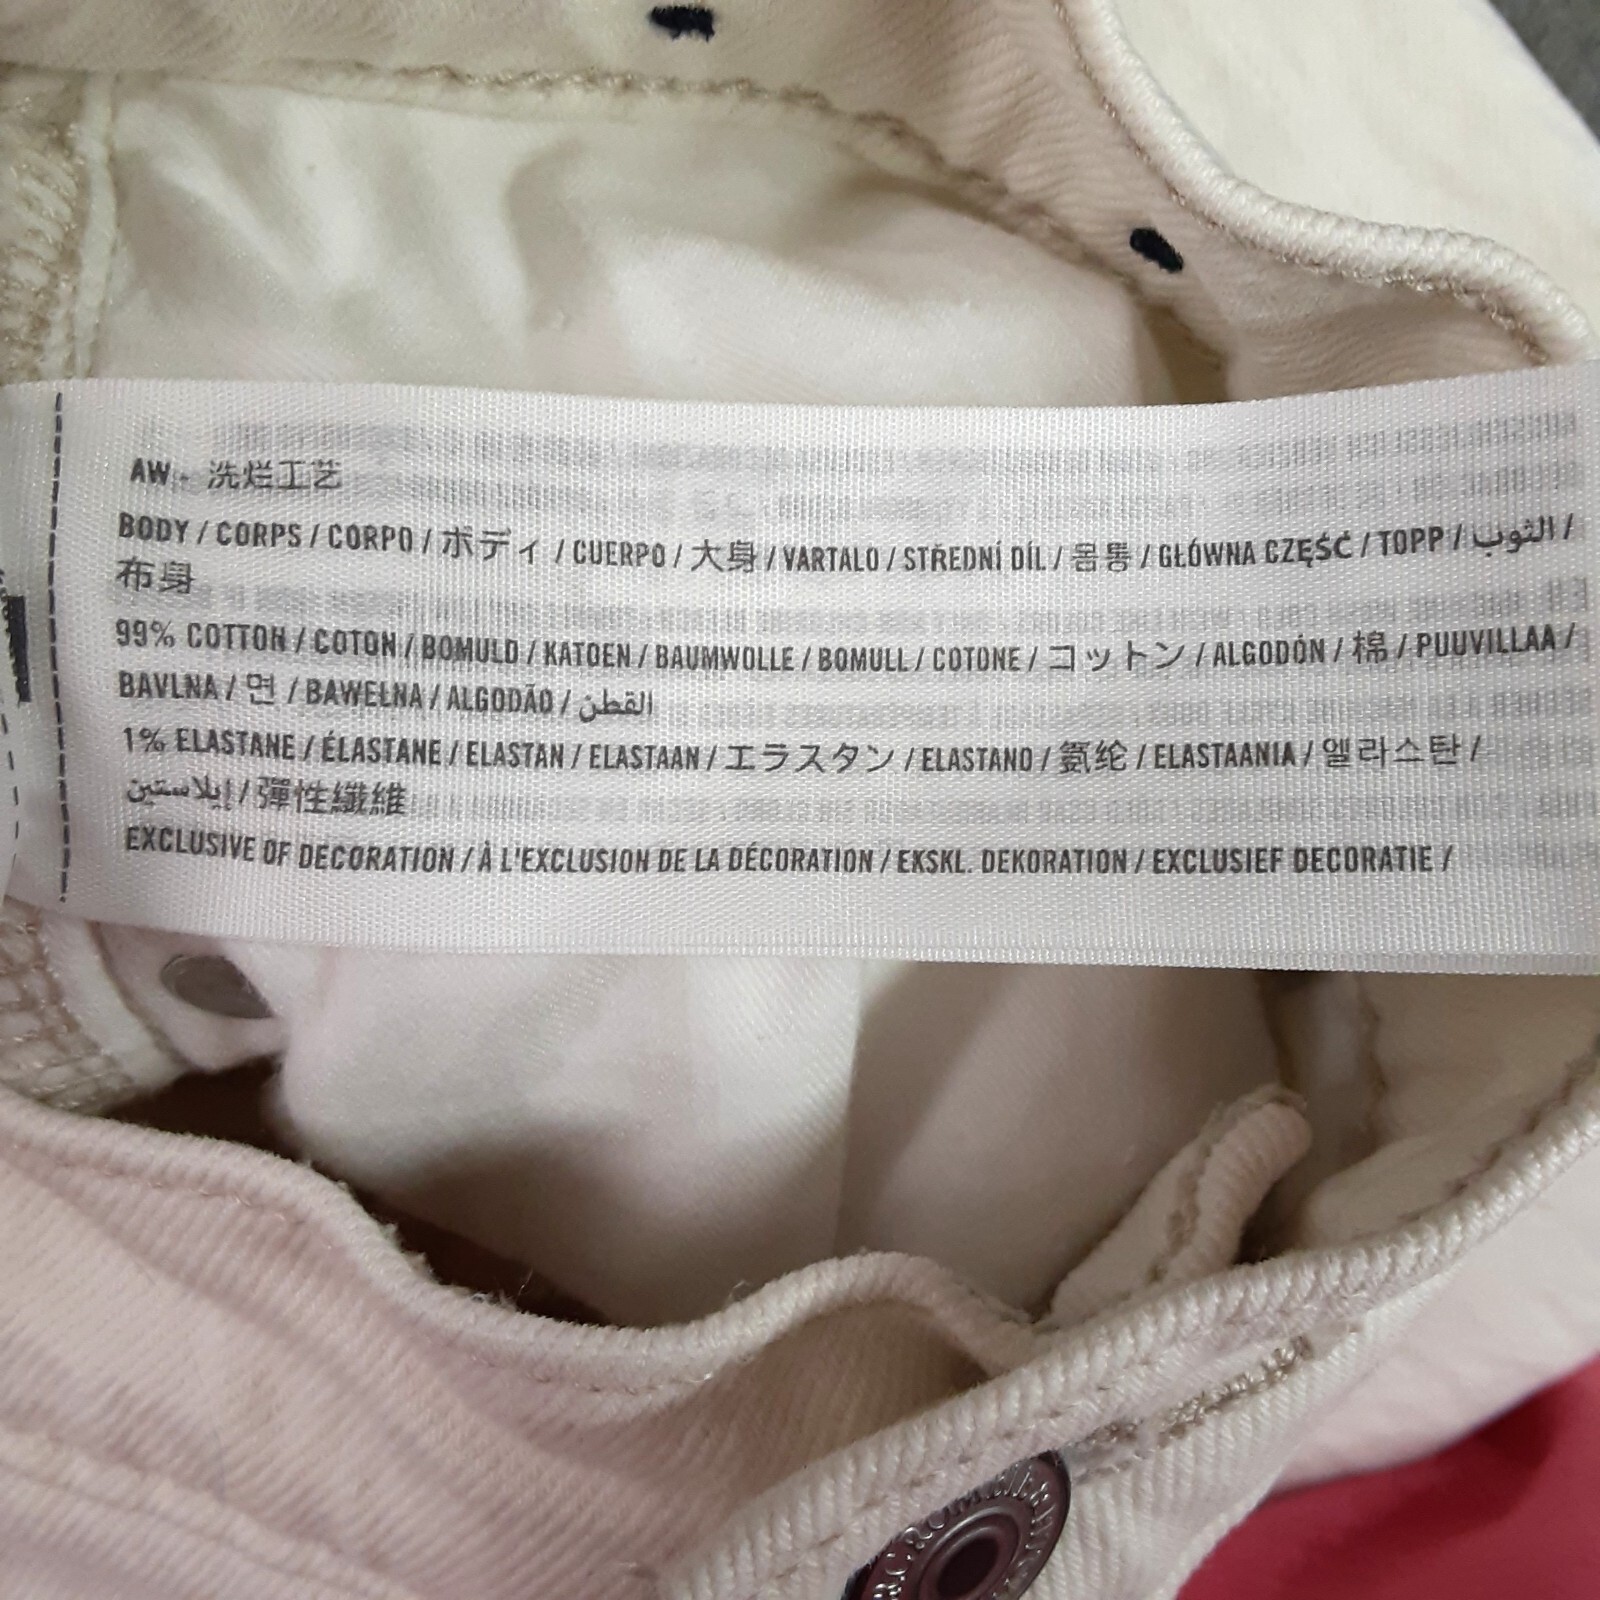 AW - 洗烂工艺
BODY / CORPS / CORPO / ボディ / CUERPO / 大身 / VARTALO / STŘEDNÍ DÍL / 몸통 / GŁÓWNA CZĘŚĆ / TOPP / الثوب /
布身
99% COTTON / COTON / BOMULD / KATOEN / BAUMWOLLE / BOMULL / COTONE / コットン / ALGODÓN / 棉 / PUUVILLAA /
BAVLNA / 면 / BAWEŁNA / ALGODÃO / القطن
1% ELASTANE / ÉLASTANE / ELASTAN / ELASTAAN / エラスタン / ELASTANO / 氨纶 / ELASTAANIA / 엘라스탄 /
إيلاستين / 彈性纖維
EXCLUSIVE OF DECORATION / À L'EXCLUSION DE LA DÉCORATION / EKSKL. DEKORATION / EXCLUSIEF DECORATIE /